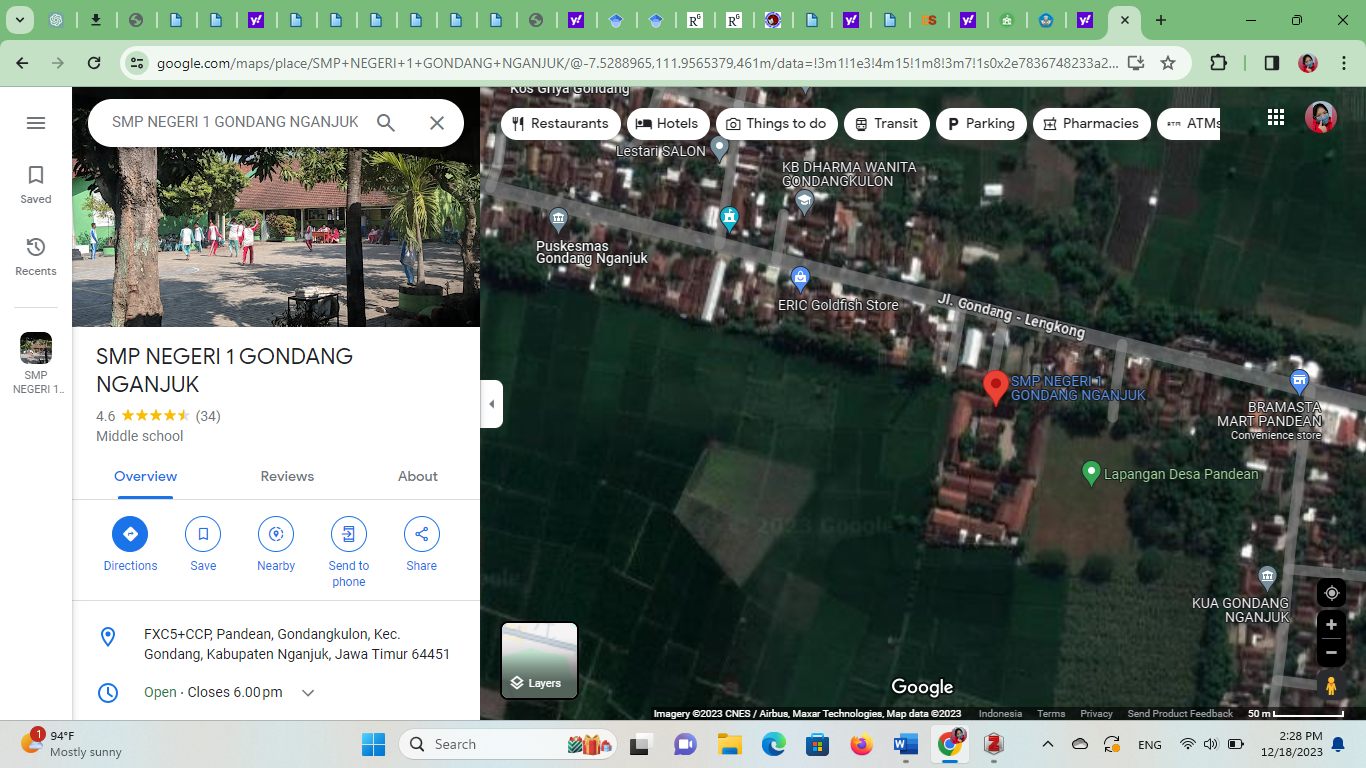 google.com/maps/place/SMP+NEGERI+1+GONDANG+NGANJUK/@-7.5288965,111.9565379,461m/data=!3m1!1e3!4m15!1m8!3m7!1s0x2e7836748233a2...
SMP NEGERI 1 GONDANG NGANJUK
Saved
Recents
SMP
NEGERI 1..
SMP NEGERI 1 GONDANG
NGANJUK
4.6 (34)
Middle school
Overview
Reviews
About
Directions
Save
Nearby
Send to
phone
Share
FXC5+CCP, Pandean, Gondangkulon, Kec.
Gondang, Kabupaten Nganjuk, Jawa Timur 64451
Open · Closes 6.00 pm
Restaurants
Hotels
Things to do
Transit
Parking
Pharmacies
ATMs
Kos Griya Gondang
Lestari SALON
KB DHARMA WANITA
GONDANGKULON
Puskesmas
Gondang Nganjuk
ERIC Goldfish Store
Jl. Gondang - Lengkong
SMP NEGERI 1
GONDANG NGANJUK
BRAMASTA
MART PANDEAN
Convenience store
Lapangan Desa Pandean
KUA GONDANG
NGANJUK
Layers
Google
Imagery ©2023 CNES / Airbus, Maxar Technologies, Map data ©2023
Indonesia
Terms
Privacy
Send Product Feedback
50 m
1
94°F
Mostly sunny
Search
ENG
2:28 PM
12/18/2023